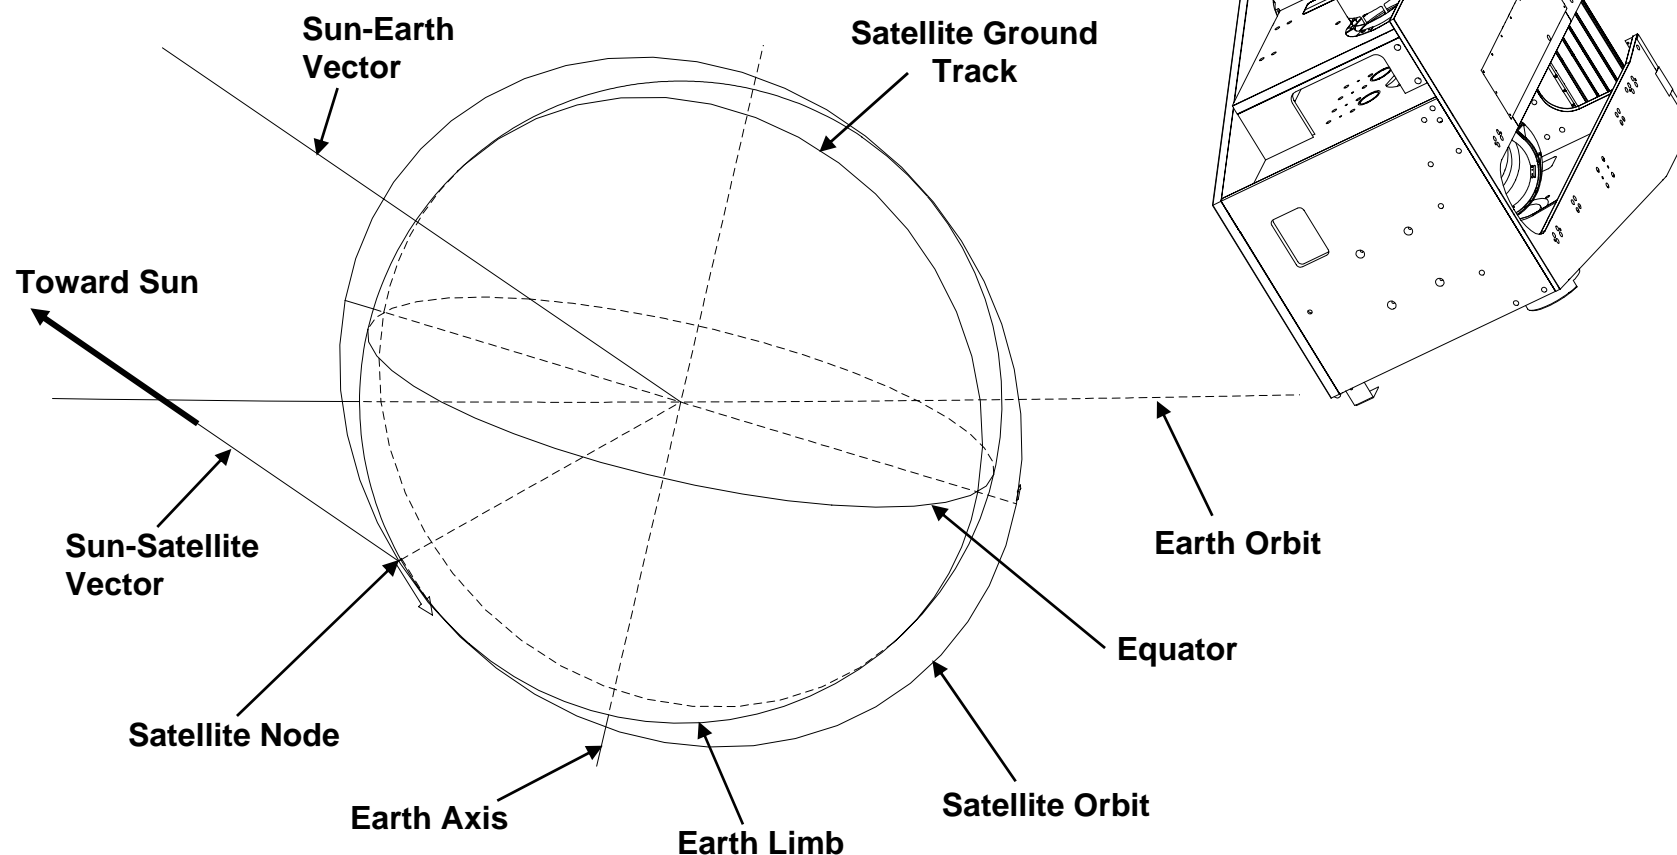 Sun-Earth
Vector
Satellite Ground
Track
Toward Sun
Sun-Satellite
Vector
Earth Orbit
Equator
Satellite Node
Satellite Orbit
Earth Axis
Earth Limb